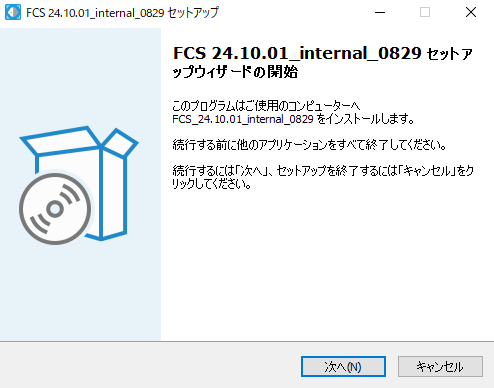 FCS 24.10.01_internal_0829 セットアップ
FCS 24.10.01_internal_0829 セットア
ップウィザードの開始
このプログラムはご使用のコンピューターへ
FCS_24.10.01_internal_0829 をインストールします。
続行する前に他のアプリケーションをすべて終了してください。
続行するには「次へ」、セットアップを終了するには「キャンセル」をク
リックしてください。
次へ(N)
キャンセル